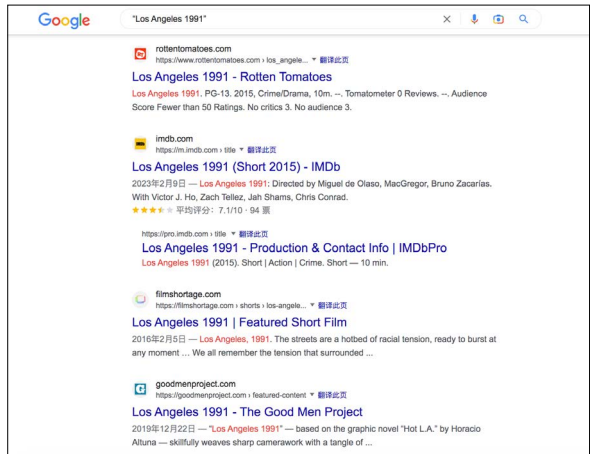 Google
"Los Angeles 1991"
rottentomatoes.com
https://www.rottentomatoes.com › los_angele... ▼ 翻译此页
Los Angeles 1991 - Rotten Tomatoes
Los Angeles 1991. PG-13. 2015, Crime/Drama, 10m. --. Tomatometer 0 Reviews. --. Audience
Score Fewer than 50 Ratings. No critics 3. No audience 3.
imdb.com
https://m.imdb.com › title ▼ 翻译此页
Los Angeles 1991 (Short 2015) - IMDb
2023年2月9日 — Los Angeles 1991: Directed by Miguel de Olaso, MacGregor, Bruno Zacarías.
With Victor J. Ho, Zach Tellez, Jah Shams, Chris Conrad.
★★★★★ 平均评分：7.1/10 · 94 票
https://pro.imdb.com › title ▼ 翻译此页
Los Angeles 1991 - Production & Contact Info | IMDbPro
Los Angeles 1991 (2015). Short | Action | Crime. Short — 10 min.
filmshortage.com
https://filmshortage.com › shorts › los-angele... ▼ 翻译此页
Los Angeles 1991 | Featured Short Film
2016年2月5日 — Los Angeles, 1991. The streets are a hotbed of racial tension, ready to burst at
any moment ... We all remember the tension that surrounded ...
goodmenproject.com
https://goodmenproject.com › featured-content ▼ 翻译此页
Los Angeles 1991 - The Good Men Project
2019年12月22日 — "Los Angeles 1991" — based on the graphic novel "Hot L.A." by Horacio
Altuna — skillfully weaves sharp camerawork with a tangle of ...